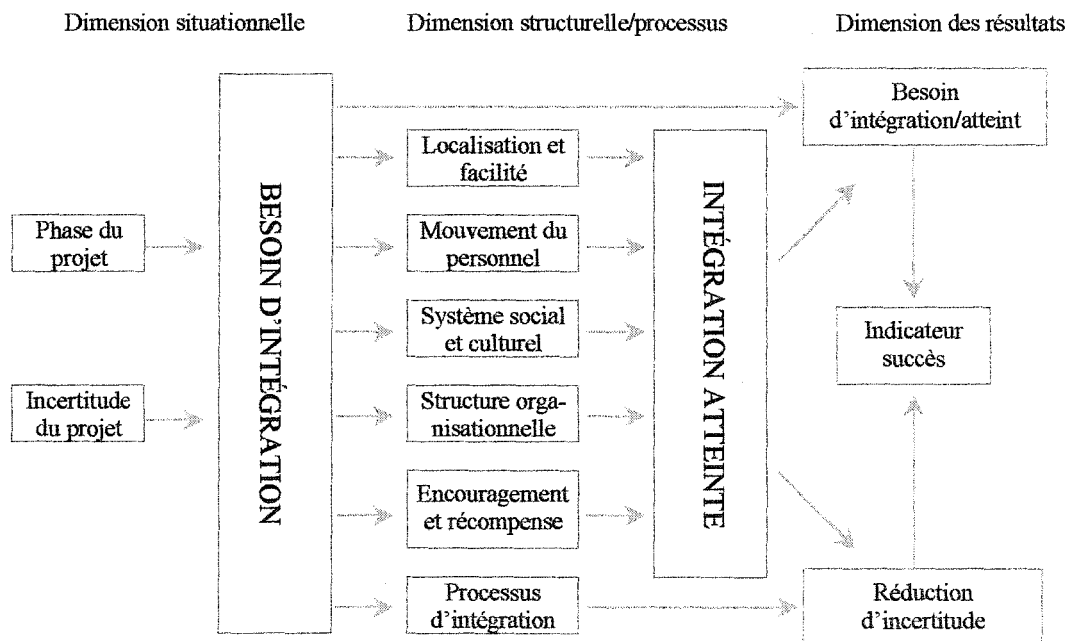 Dimension situationnelle
Dimension structurelle/processus
Dimension des résultats
Phase du
projet
Incertitude
du projet
BESOIN D'INTÉGRATION
Localisation et
facilité
Mouvement du
personnel
Système social
et culturel
Structure orga-
nisationnelle
Encouragement
et récompense
Processus
d'intégration
INTÉGRATION ATTEINTE
Besoin
d'intégration/atteint
Indicateur
succès
Réduction
d'incertitude